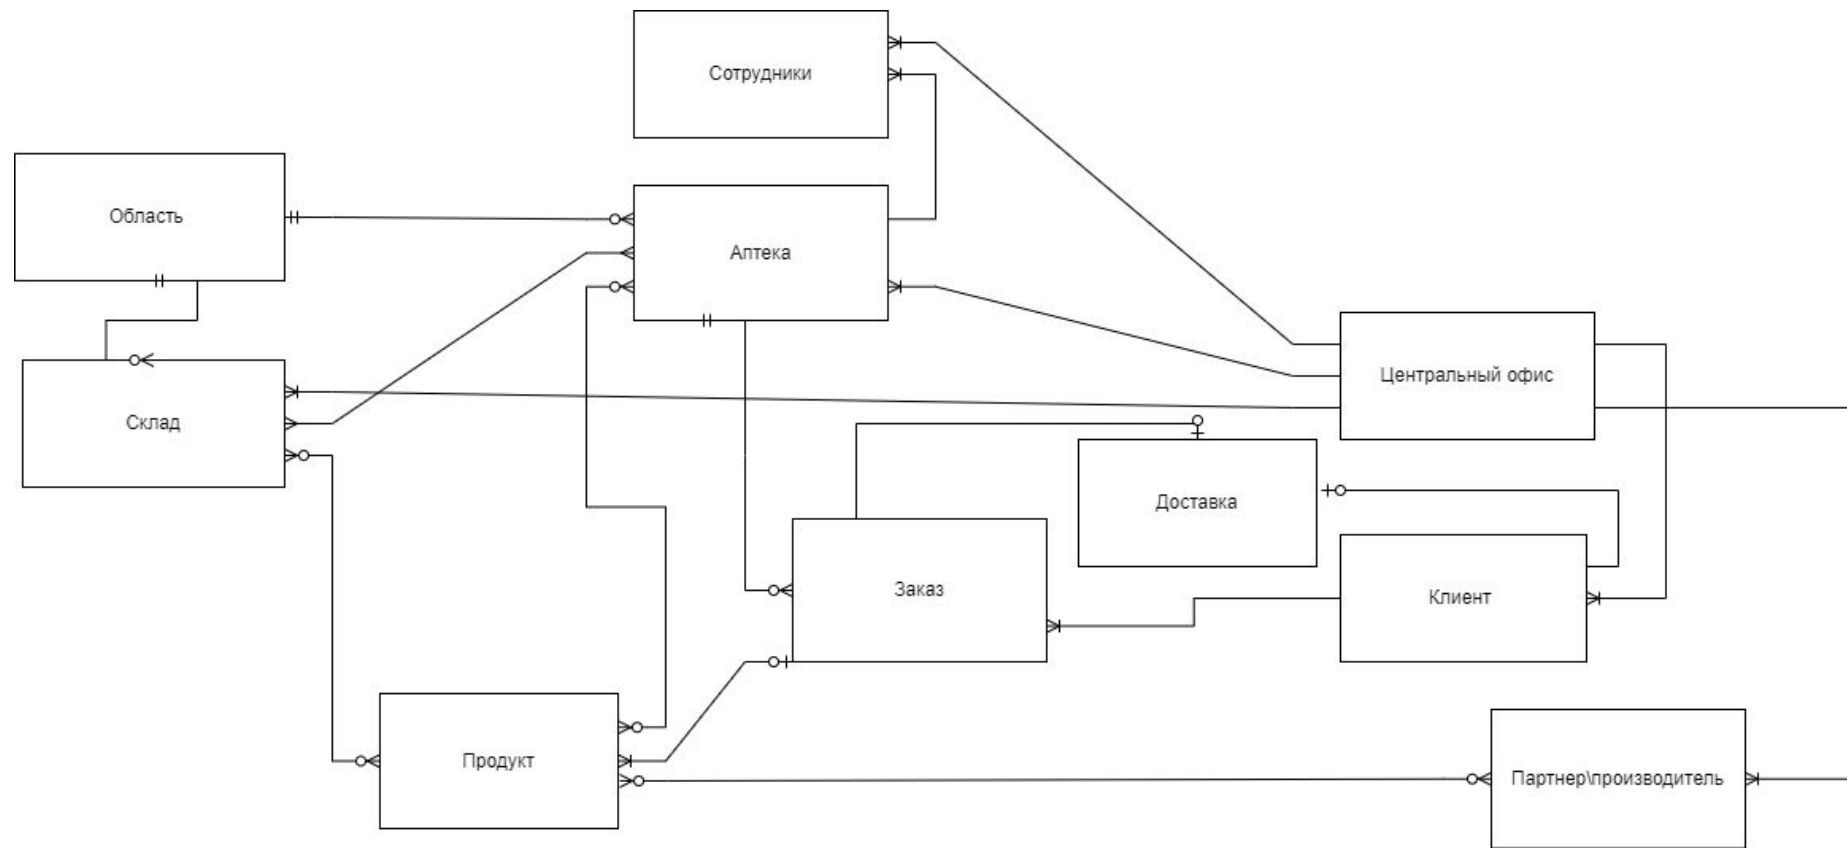 Сотрудники
Область
Аптека
Центральный офис
Склад
Доставка
Заказ
Клиент
Продукт
Партнер\производитель